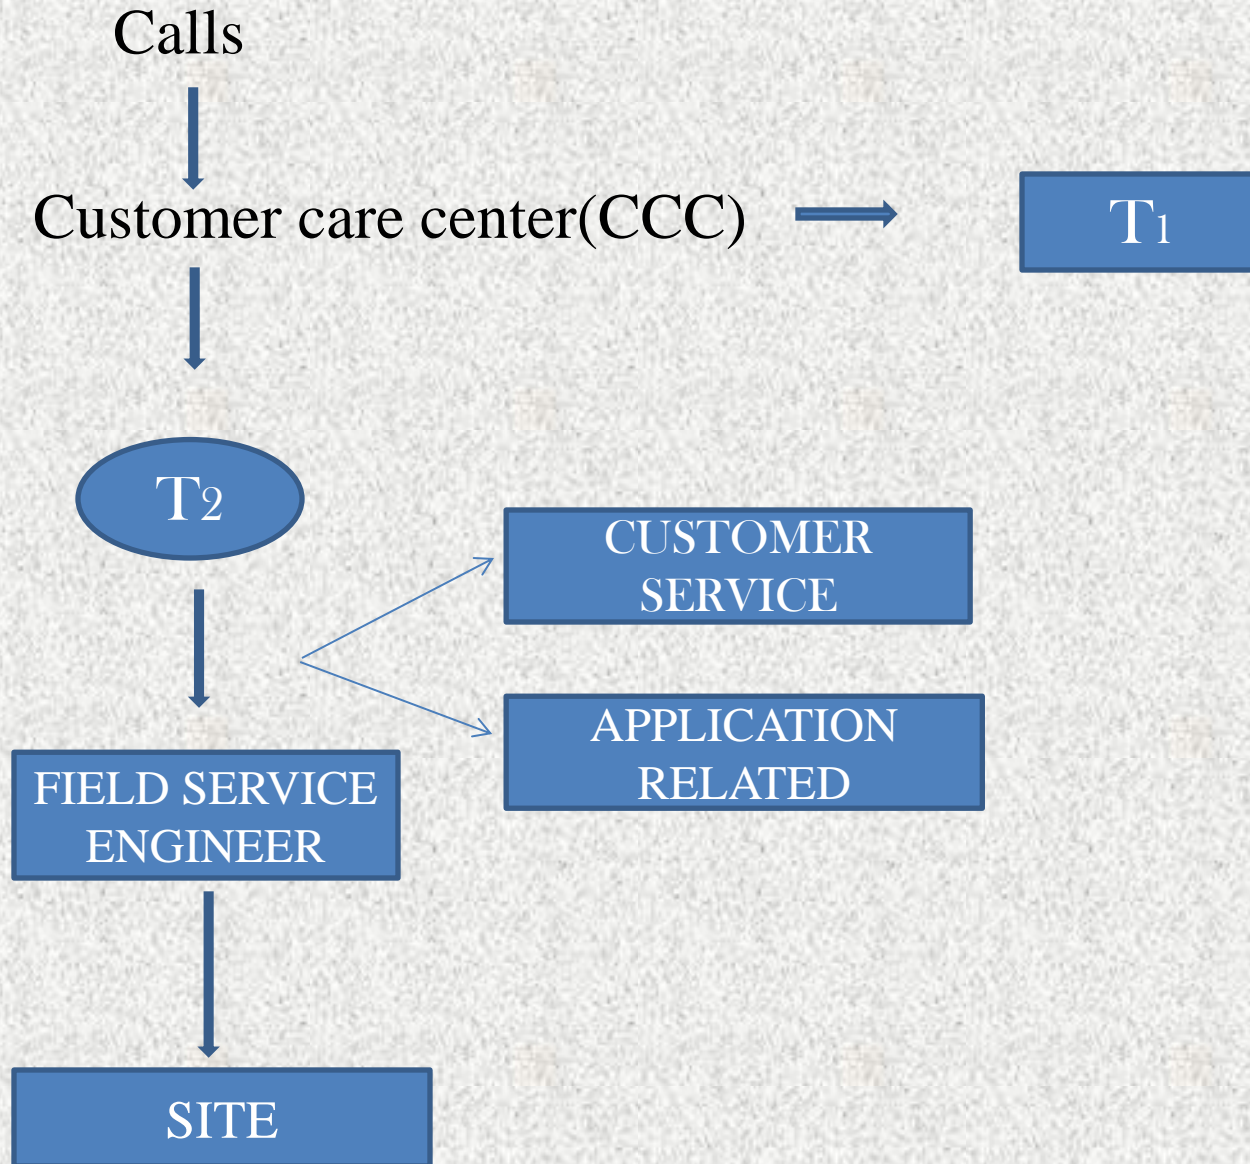 Calls
Customer care center(CCC)
T1
T2
CUSTOMER
SERVICE
APPLICATION
RELATED
FIELD SERVICE
ENGINEER
SITE